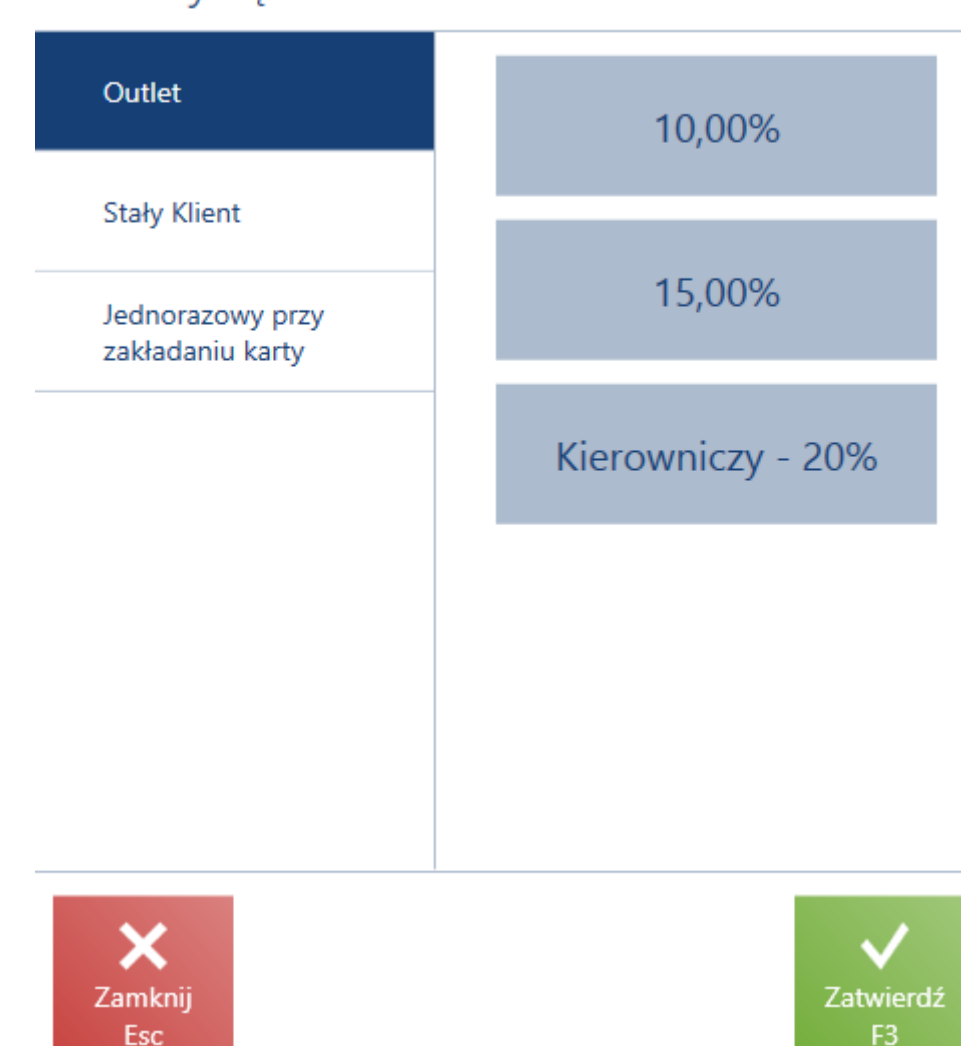 Outlet
Stały Klient
Jednorazowy przy
zakładaniu karty
10,00%
15,00%
Kierowniczy - 20%
Zamknij
Esc
Zatwierdź
F3